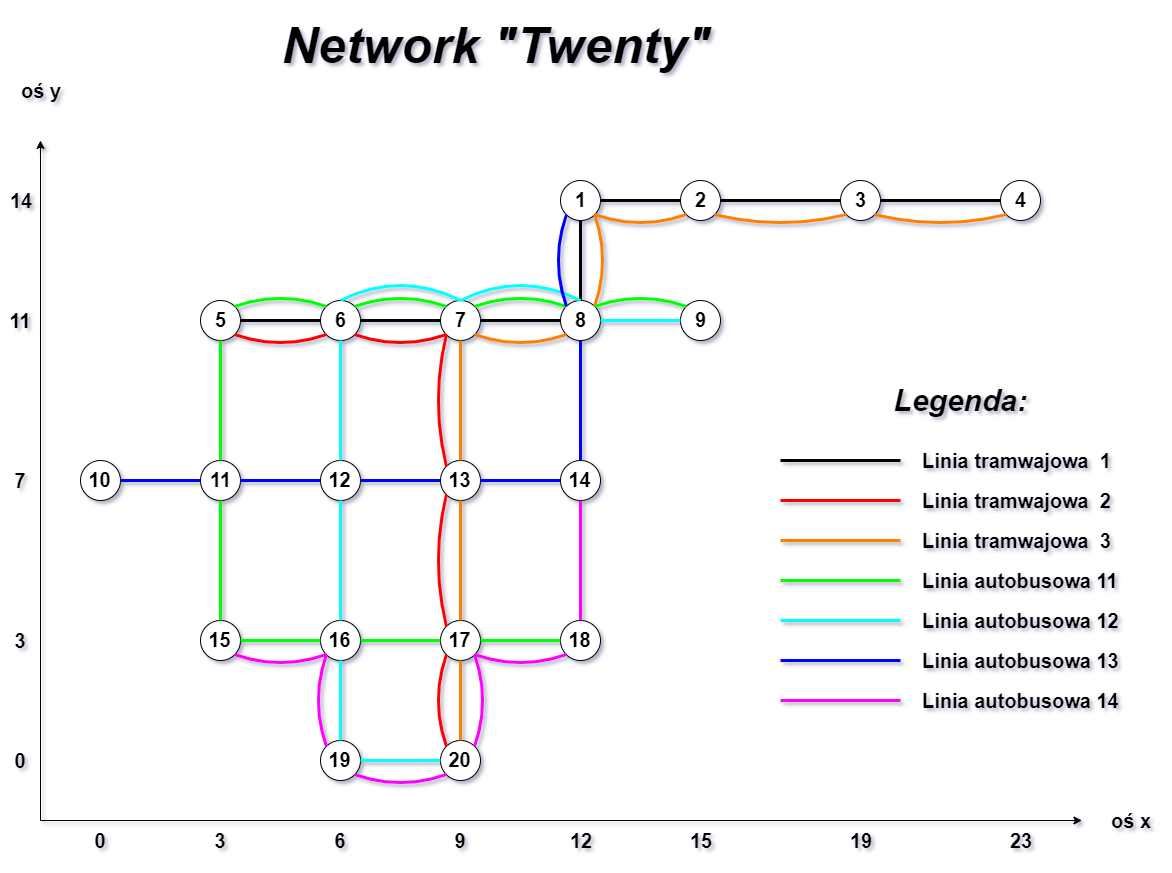 Network "Twenty"
oś y
14
1 2 3 4
11
5 6 7 8 9
Legenda:
7
10 11 12 13 14
Linia tramwajowa 1
Linia tramwajowa 2
Linia tramwajowa 3
Linia autobusowa 11
Linia autobusowa 12
Linia autobusowa 13
Linia autobusowa 14
3
15 16 17 18
0
19 20
0 3 6 9 12 15 19 23
oś x